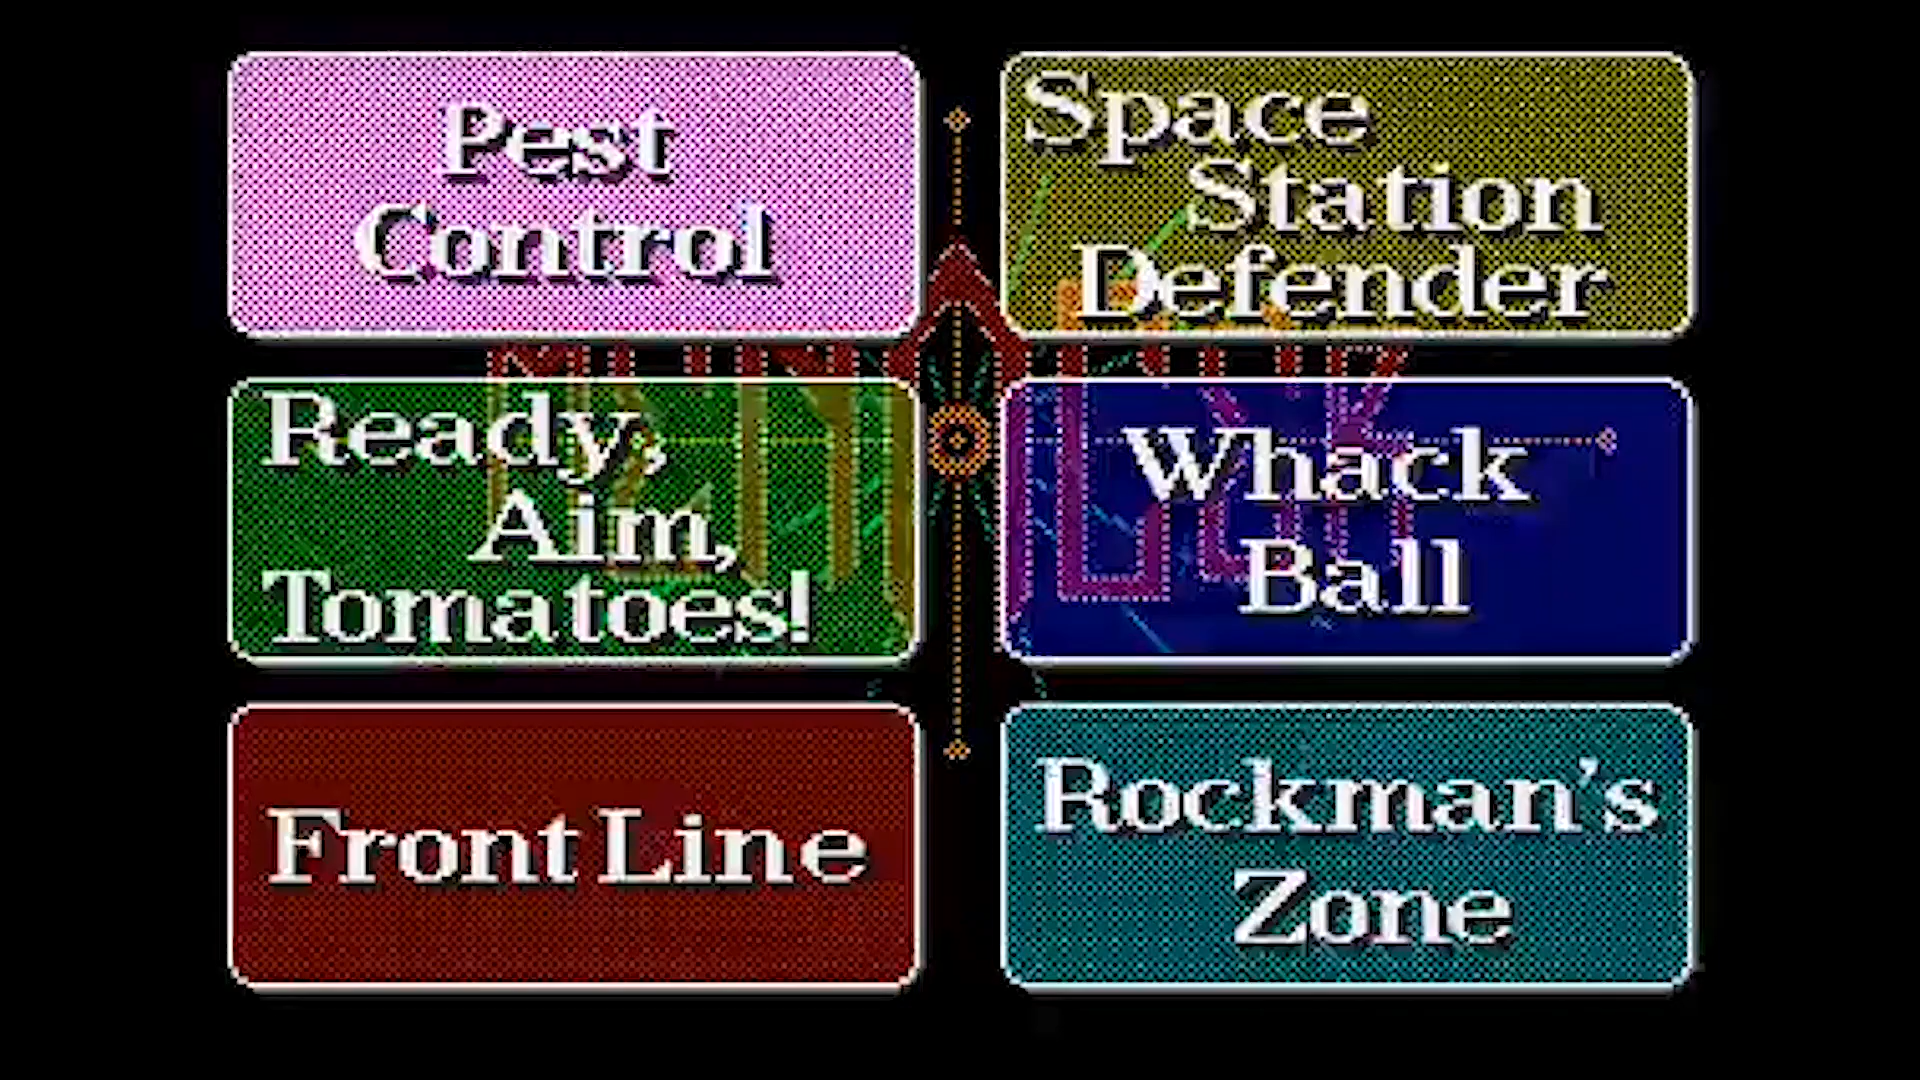 Pest
Control
Space
Station
Defender
Ready,
Aim,
Tomatoes!
Whack
Ball
Front Line
Rockman's
Zone